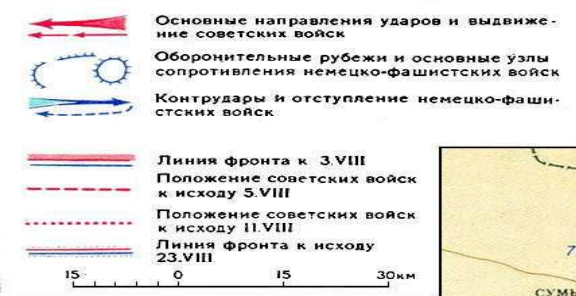 Основные направления ударов и выдвиже-
ние советских войск
Оборонительные рубежи и основные узлы
сопротивления немецко-фашистских войск
Контрудары и отступление немецко-фаши-
стских войск
Линия фронта к 3.VIII
Положение советских войск
к исходу 5.VIII
Положение советских войск
к исходу 11.VIII
Линия фронта к исходу
23.VIII
15 0 15 30км
7
СУМЫ